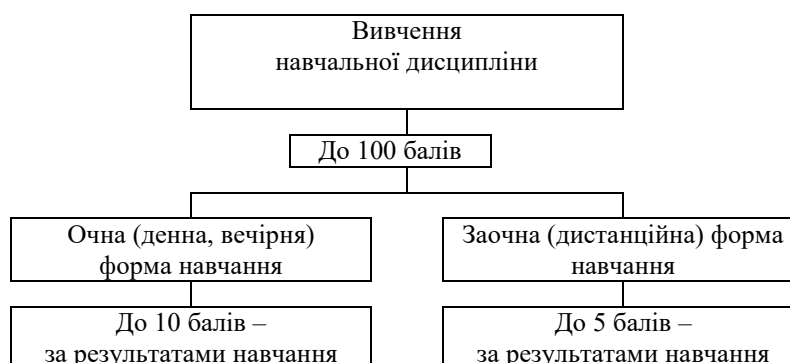 Вивчення
навчальної дисципліни
До 100 балів
Очна (денна, вечірня)
форма навчання
Заочна (дистанційна) форма
навчання
До 10 балів –
за результатами навчання
До 5 балів –
за результатами навчання